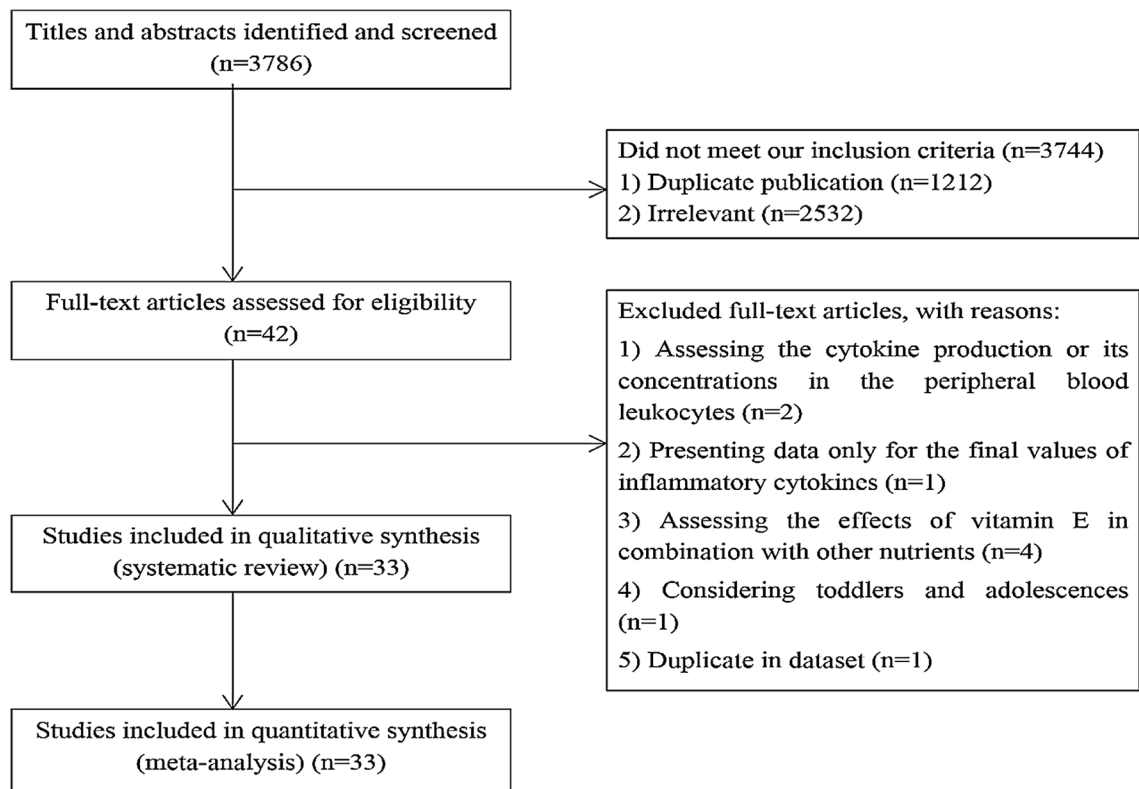 Titles and abstracts identified and screened
(n=3786)
Did not meet our inclusion criteria (n=3744)
1) Duplicate publication (n=1212)
2) Irrelevant (n=2532)
Full-text articles assessed for eligibility
(n=42)
Excluded full-text articles, with reasons:
1) Assessing the cytokine production or its
concentrations in the peripheral blood
leukocytes (n=2)
2) Presenting data only for the final values of
inflammatory cytokines (n=1)
3) Assessing the effects of vitamin E in
combination with other nutrients (n=4)
4) Considering toddlers and adolescences
(n=1)
5) Duplicate in dataset (n=1)
Studies included in qualitative synthesis
(systematic review) (n=33)
Studies included in quantitative synthesis
(meta-analysis) (n=33)